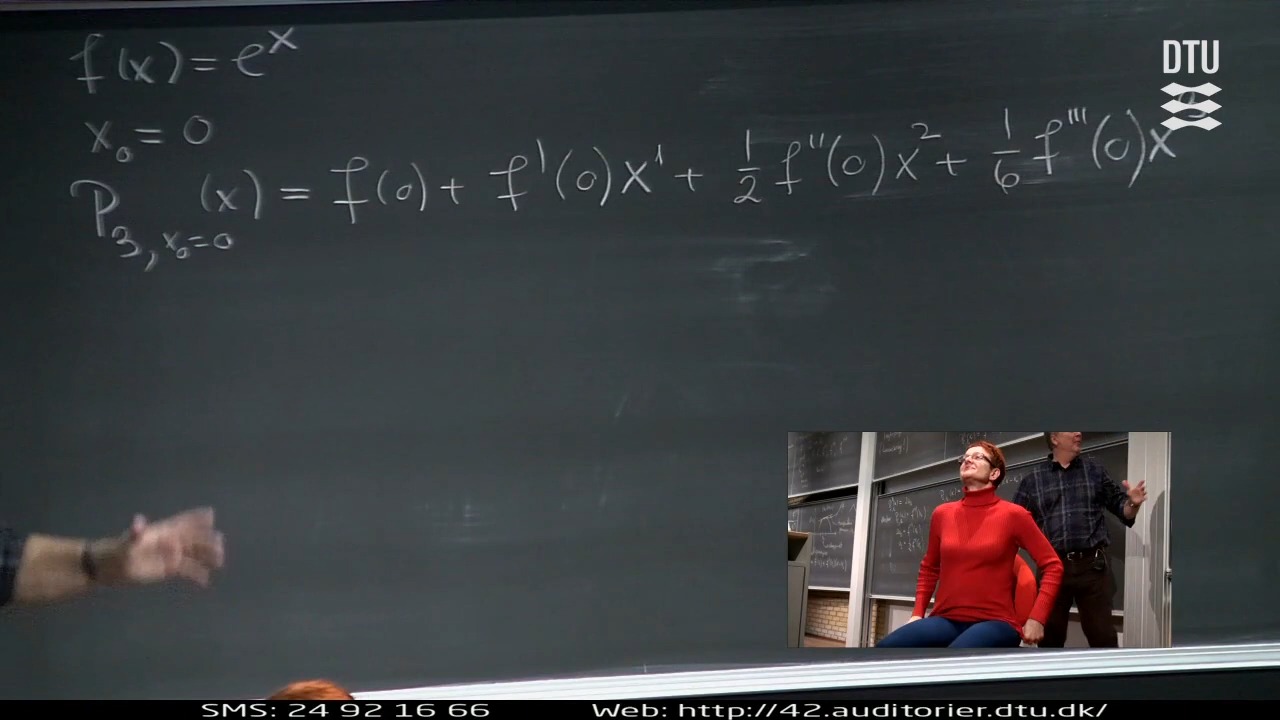 f(x) = e^x
x₀ = 0
P₃,ₓ₀₌₀(x) = f(0) + f'(0)x¹ + 1/2 f''(0)x² + 1/6 f'''(0)x
DTU
SMS: 24 92 16 66 Web: http://42.auditorier.dtu.dk/